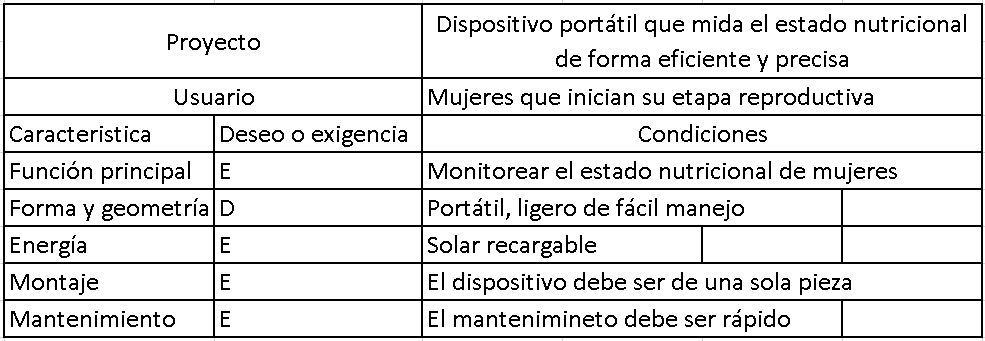 Proyecto
Dispositivo portátil que mida el estado nutricional
de forma eficiente y precisa
Usuario Mujeres que inician su etapa reproductiva
Caracteristica Deseo o exigencia Condiciones
Función principal E Monitorear el estado nutricional de mujeres
Forma y geometría D Portátil, ligero de fácil manejo
Energía E Solar recargable
Montaje E El dispositivo debe ser de una sola pieza
Mantenimiento E El mantenimineto debe ser rápido